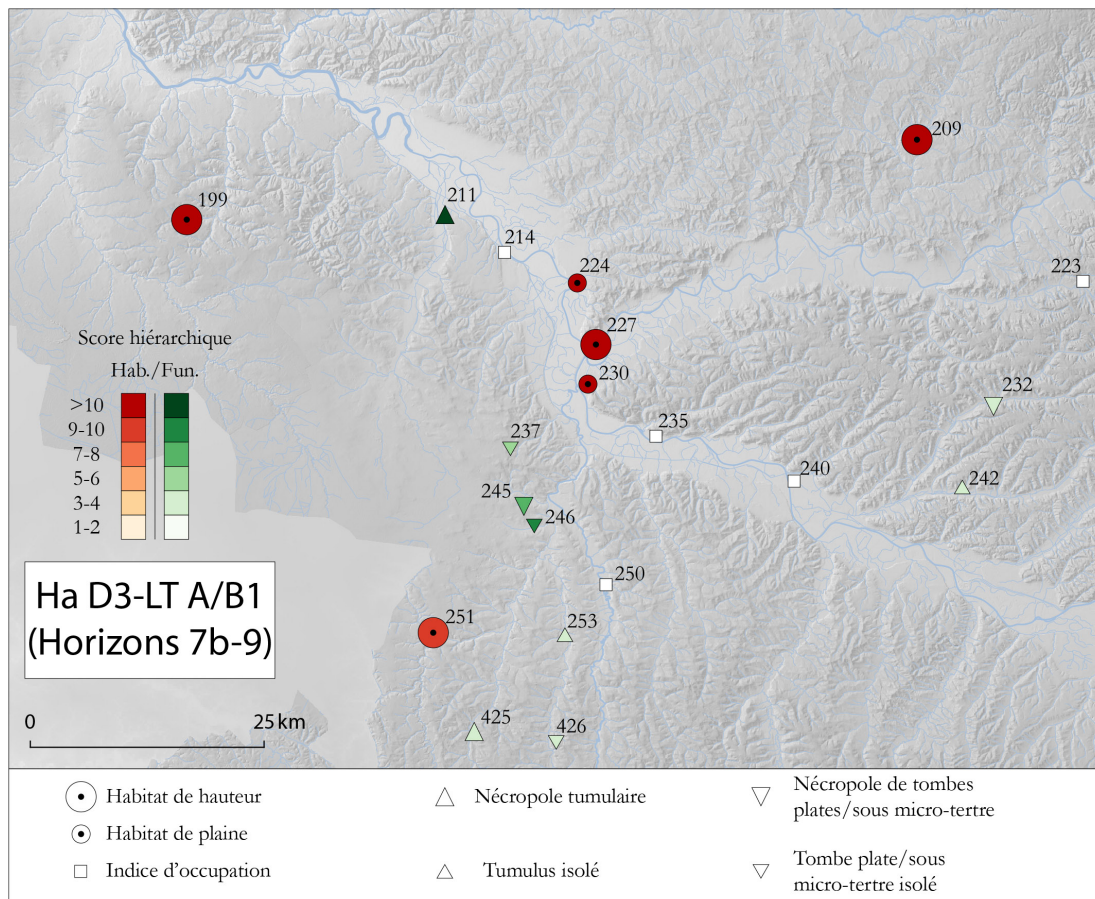 209
199
211
214
224
223
227
230
232
235
237
240
242
245
246
250
251
253
425
426
Score hiérarchique
Hab./Fun.
>10
9-10
7-8
5-6
3-4
1-2
Ha D3-LT A/B1
(Horizons 7b-9)
0 25 km
Habitat de hauteur
Habitat de plaine
Indice d'occupation
Nécropole tumulaire
Tumulus isolé
Nécropole de tombes
plates/sous micro-tertre
Tombe plate/sous
micro-tertre isolé